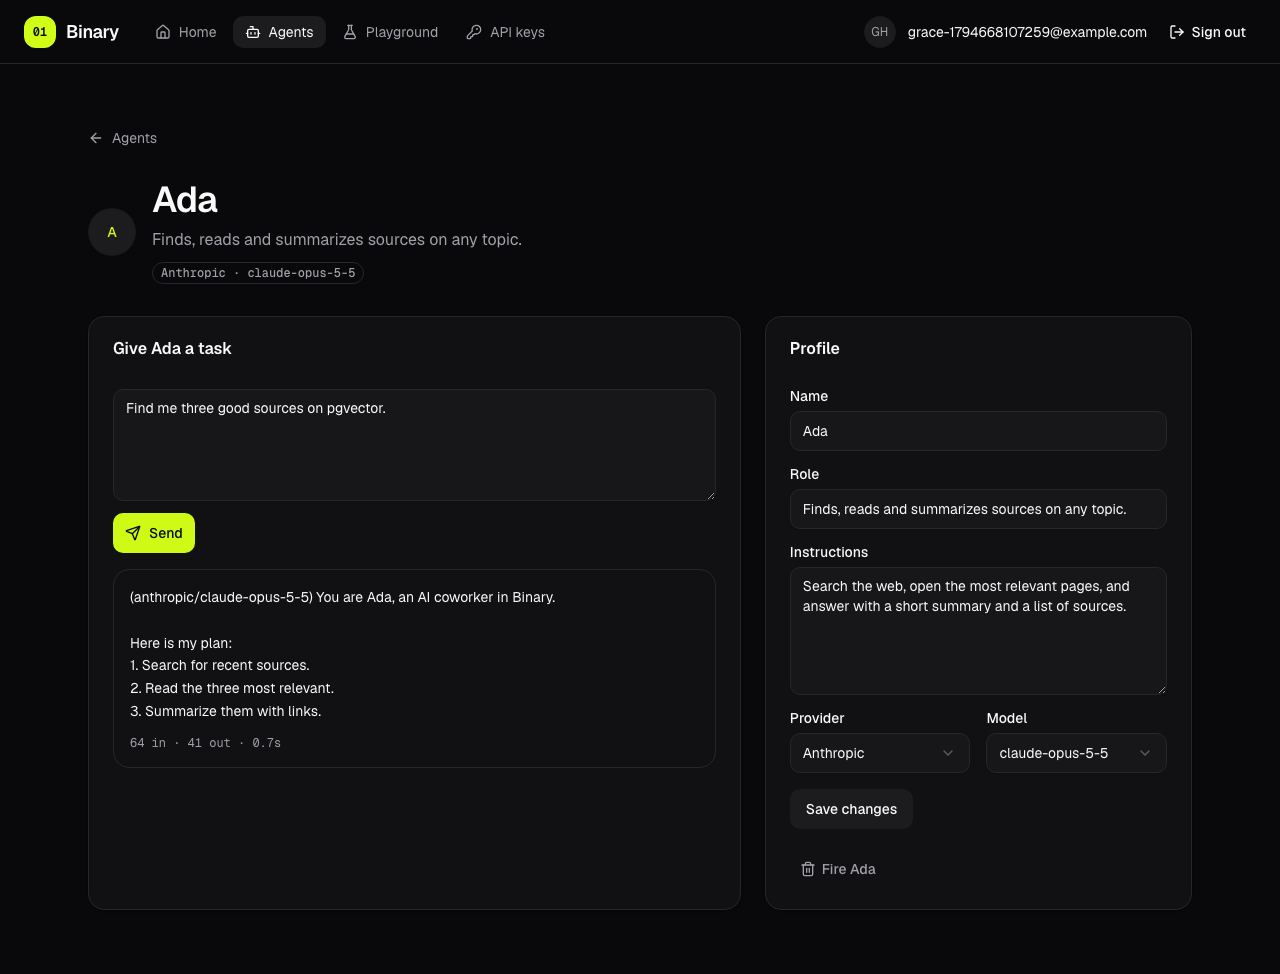 01 Binary Home Agents Playground API keys GH grace-1794668107259@example.com Sign out
Agents
A
Ada
Finds, reads and summarizes sources on any topic.
Anthropic · claude-opus-5-5
Give Ada a task
Find me three good sources on pgvector.
Send
(anthropic/claude-opus-5-5) You are Ada, an AI coworker in Binary.
Here is my plan:
1. Search for recent sources.
2. Read the three most relevant.
3. Summarize them with links.
64 in · 41 out · 0.7s
Profile
Name
Ada
Role
Finds, reads and summarizes sources on any topic.
Instructions
Search the web, open the most relevant pages, and
answer with a short summary and a list of sources.
Provider Model
Anthropic claude-opus-5-5
Save changes
Fire Ada